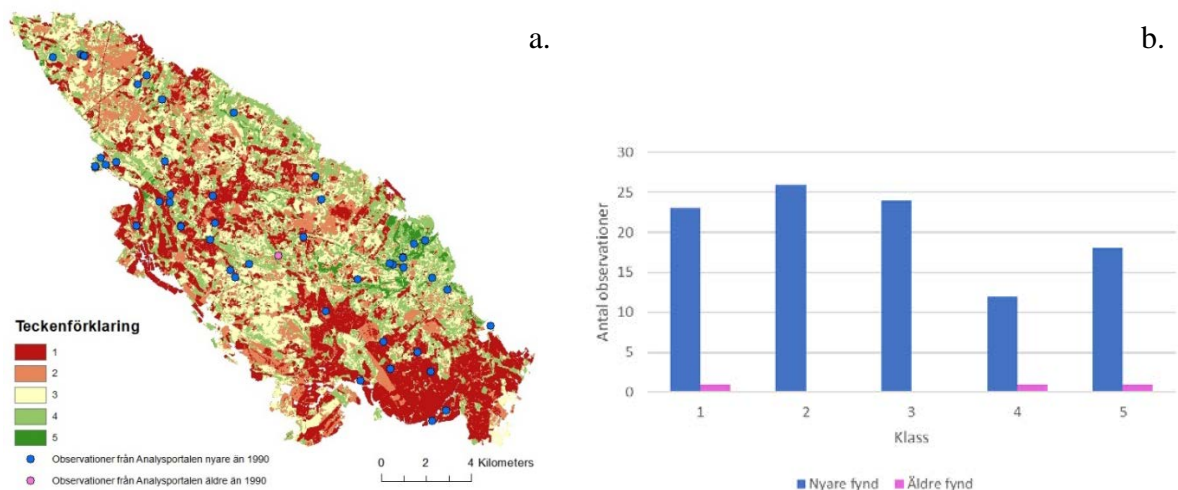 a.
Teckenförklaring
1
2
3
4
5
Observationer från Analysportalen nyare än 1990
Observationer från Analysportalen äldre än 1990
0 2 4 Kilometers
b.
Antal observationer
30
25
20
15
10
5
0
1 2 3 4 5
Klass
Nyare fynd Äldre fynd